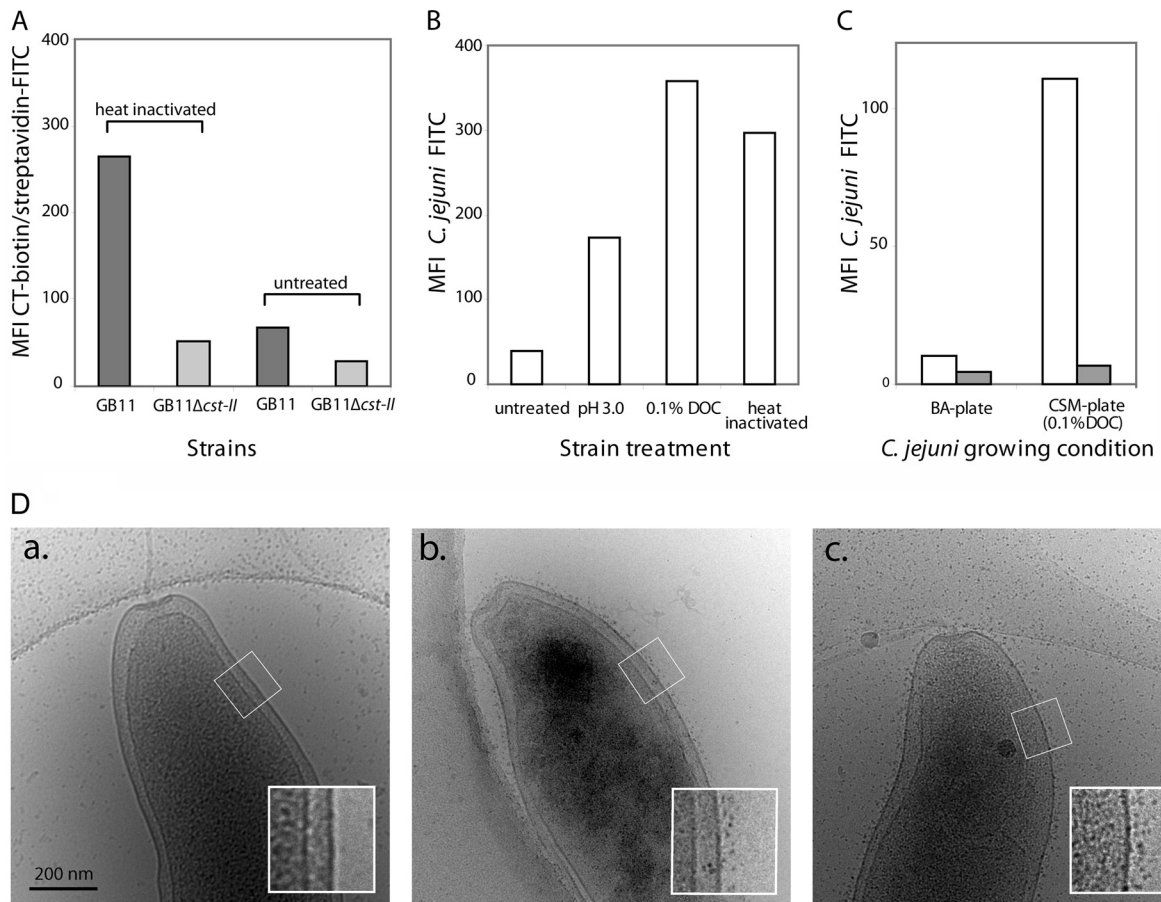 A
MFI CT-biotin/streptavidin-FITC
400
300
200
100
0
heat inactivated
untreated
GB11 GB11Δcst-II GB11 GB11Δcst-II
Strains
B
MFI C. jejuni FITC
400
300
200
100
0
untreated pH 3.0 0.1% DOC heat
inactivated
Strain treatment
C
MFI C. jejuni FITC
100
50
0
BA-plate CSM-plate
(0.1%DOC)
C. jejuni growing condition
D
a.
200 nm
b.
c.